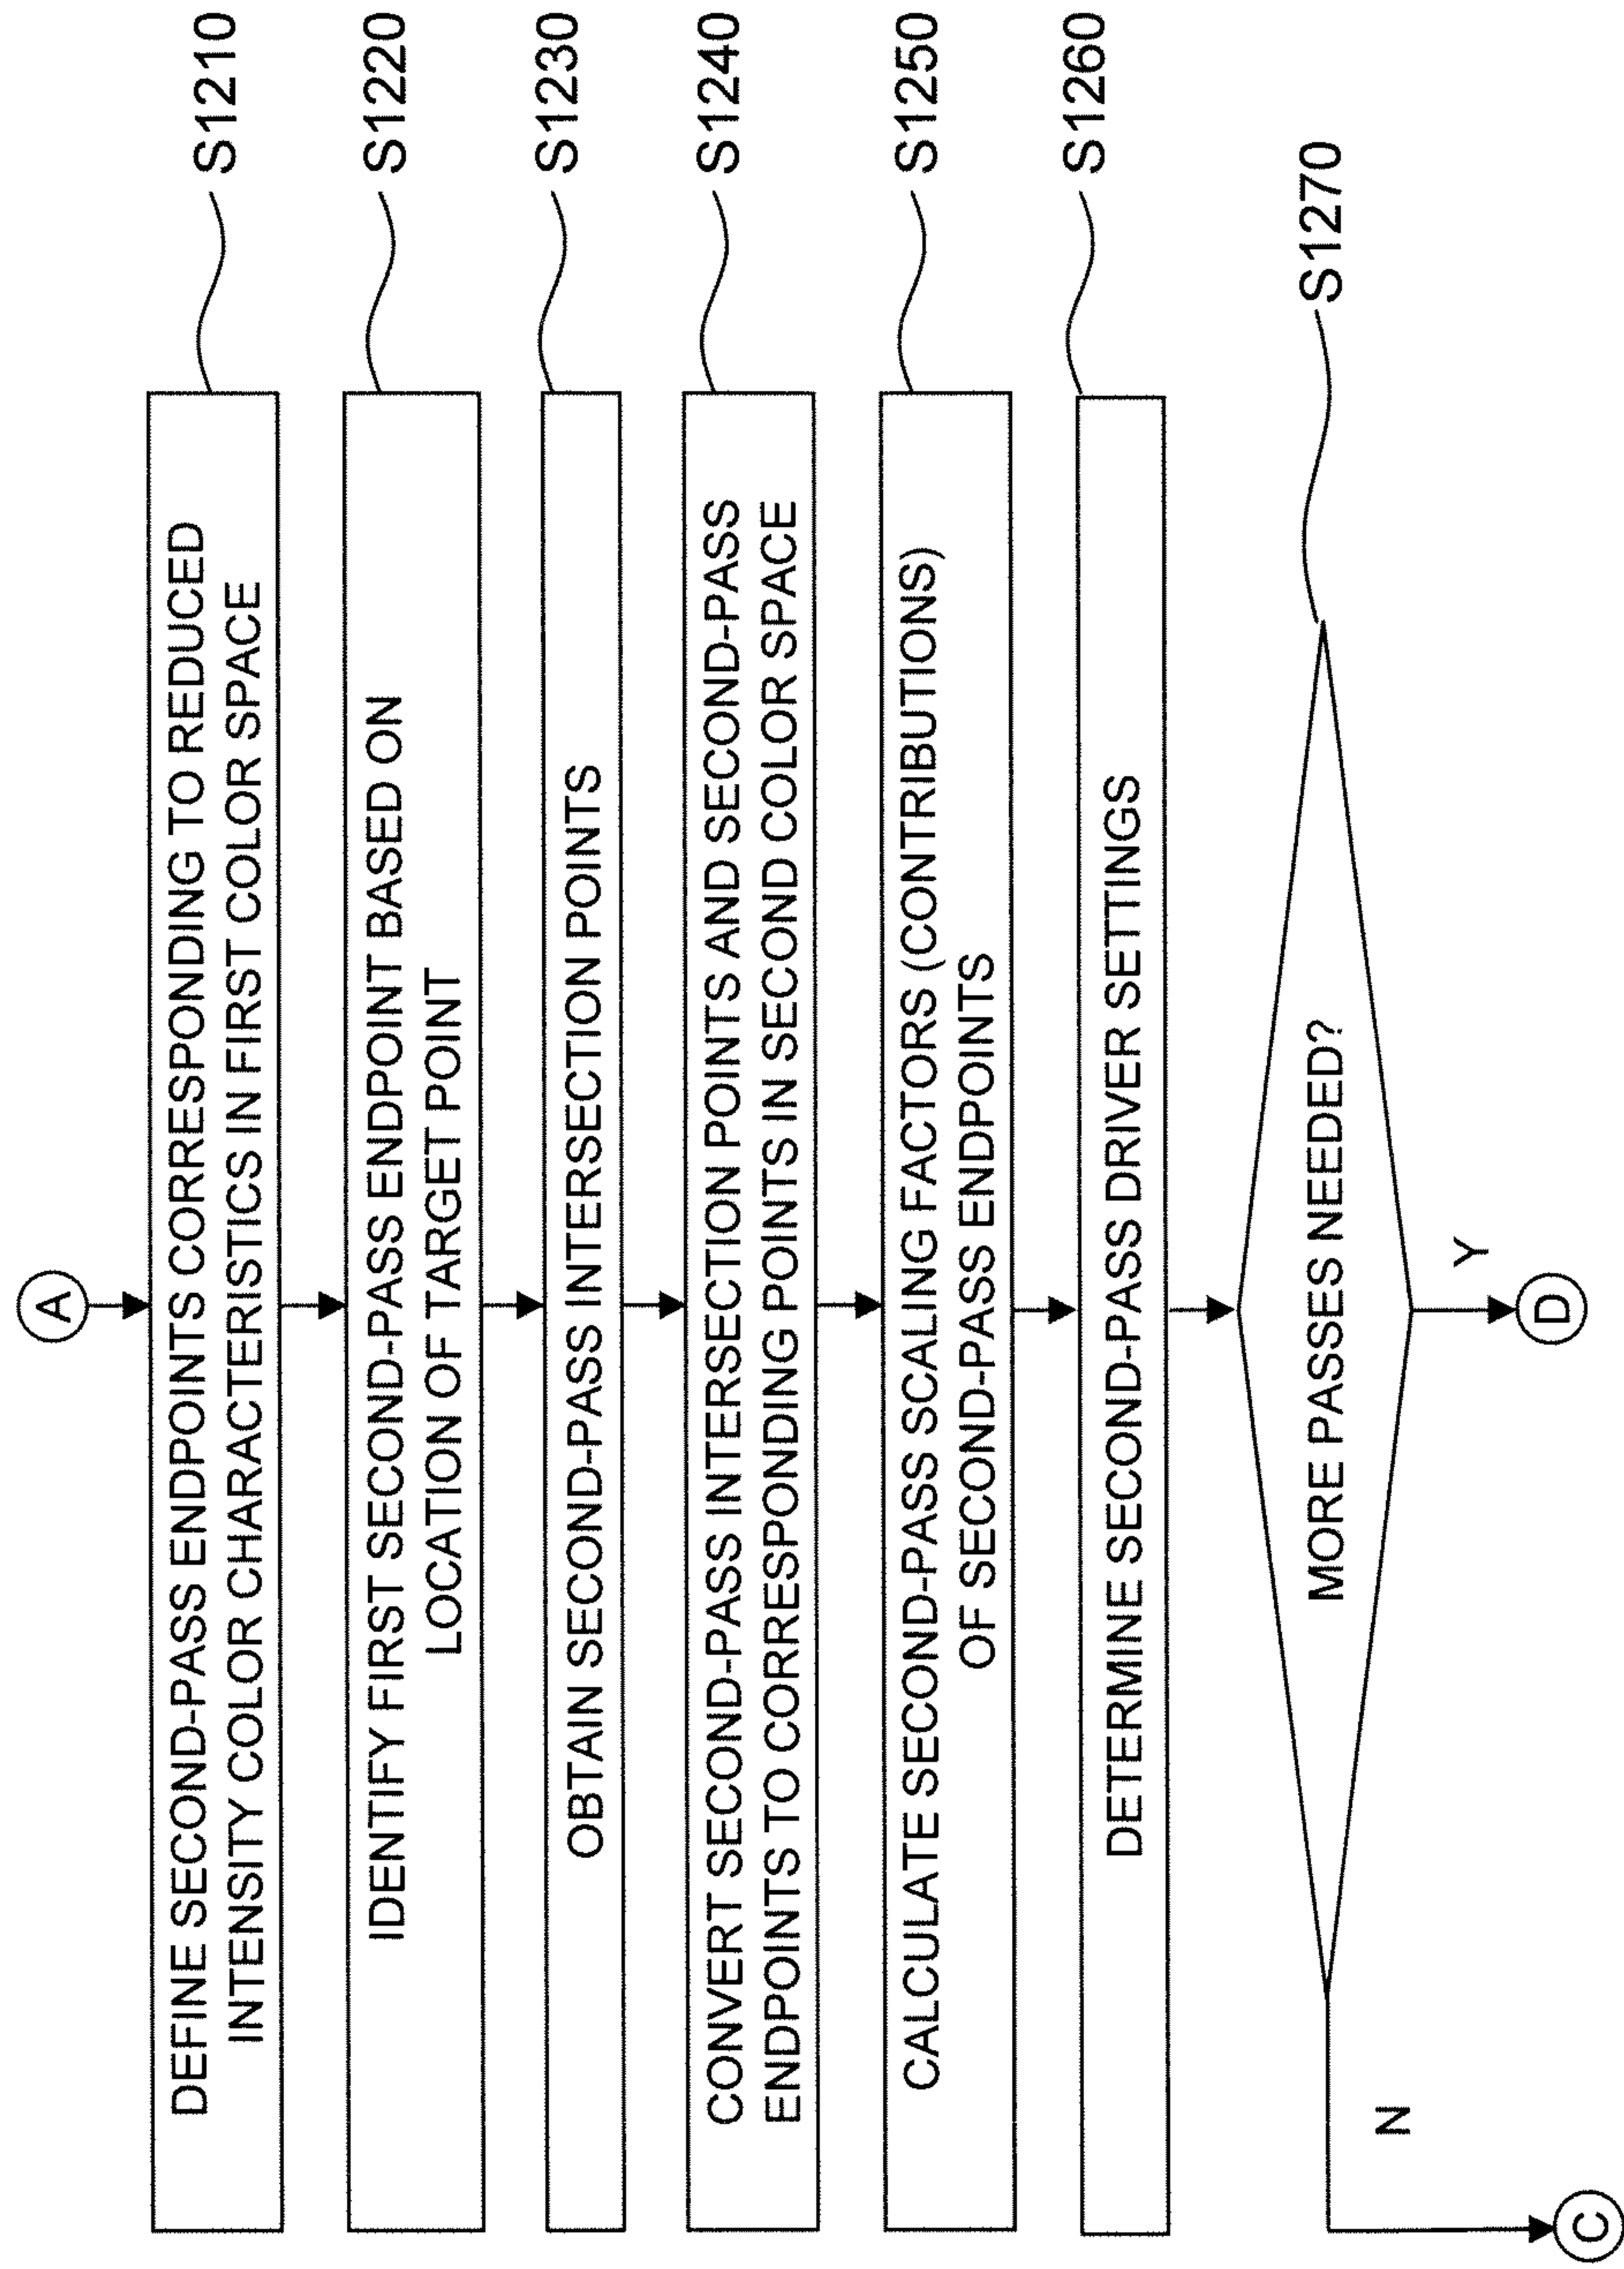 A
DEFINE SECOND-PASS ENDPOINTS CORRESPONDING TO REDUCED
INTENSITY COLOR CHARACTERISTICS IN FIRST COLOR SPACE
S1210
IDENTIFY FIRST SECOND-PASS ENDPOINT BASED ON
LOCATION OF TARGET POINT
S1220
OBTAIN SECOND-PASS INTERSECTION POINTS
S1230
CONVERT SECOND-PASS INTERSECTION POINTS AND SECOND-PASS
ENDPOINTS TO CORRESPONDING POINTS IN SECOND COLOR SPACE
S1240
CALCULATE SECOND-PASS SCALING FACTORS (CONTRIBUTIONS)
OF SECOND-PASS ENDPOINTS
S1250
DETERMINE SECOND-PASS DRIVER SETTINGS
S1260
MORE PASSES NEEDED?
S1270
N
Y
C
D